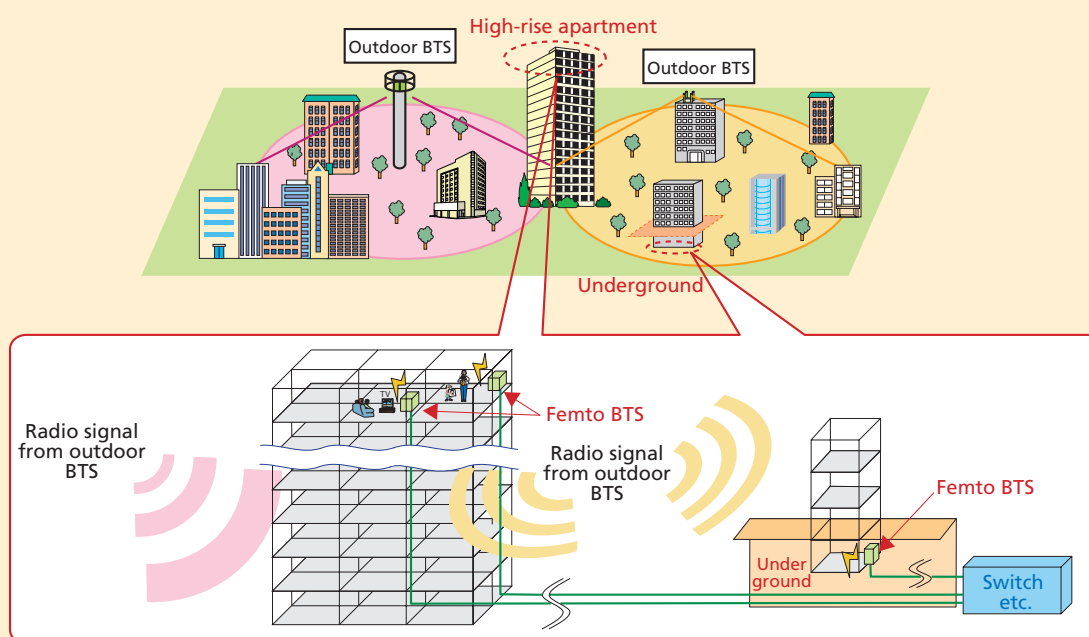 High-rise apartment
Outdoor BTS
Outdoor BTS
Underground
TV
Femto BTS
Radio signal
from outdoor
BTS
Radio signal
from outdoor
BTS
Femto BTS
Under
ground
Switch
etc.